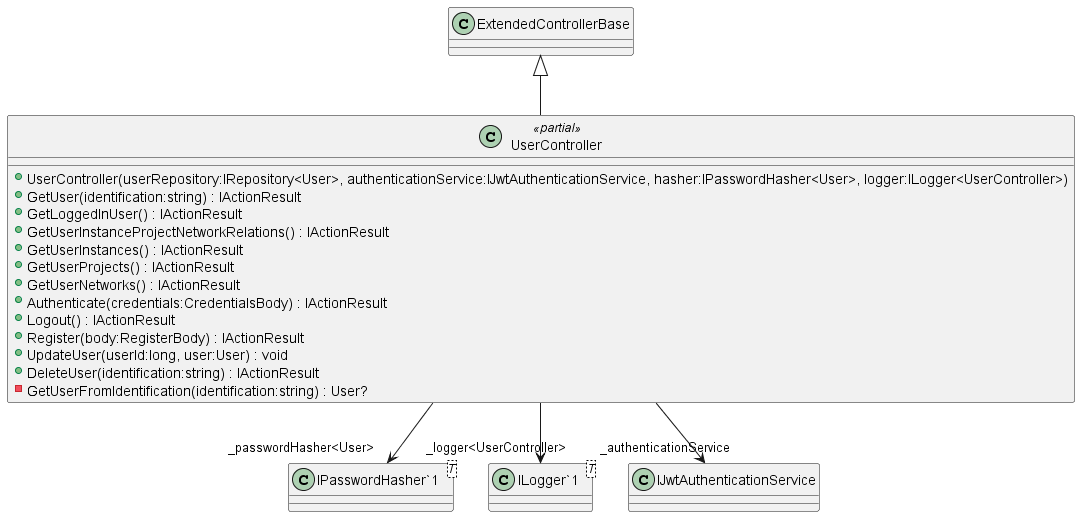 C ExtendedControllerBase
«partial»
C UserController
UserController(userRepository:IRepository<User>, authenticationService:IJwtAuthenticationService, hasher:IPasswordHasher<User>, logger:ILogger<UserController>)
GetUser(identification:string) : IActionResult
GetLoggedInUser() : IActionResult
GetUserInstanceProjectNetworkRelations() : IActionResult
GetUserInstances() : IActionResult
GetUserProjects() : IActionResult
GetUserNetworks() : IActionResult
Authenticate(credentials:CredentialsBody) : IActionResult
Logout() : IActionResult
Register(body:RegisterBody) : IActionResult
UpdateUser(userId:long, user:User) : void
DeleteUser(identification:string) : IActionResult
GetUserFromIdentification(identification:string) : User?
_passwordHasher<User> _logger<UserController> _authenticationService
C IPasswordHasher`1 T C ILogger`1 T C IJwtAuthenticationService